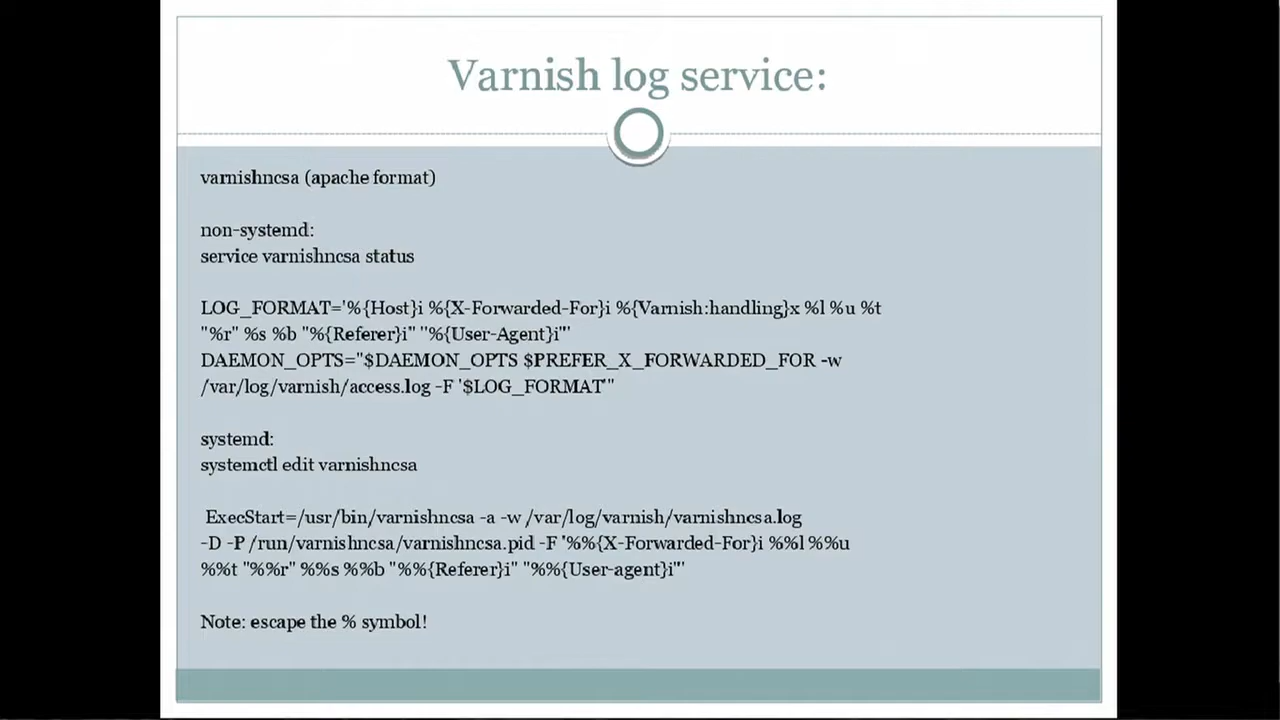 Varnish log service:
varnishncsa (apache format)
non-systemd:
service varnishncsa status
LOG_FORMAT='%{Host}i %{X-Forwarded-For}i %{Varnish:handling}x %l %u %t
"%r" %s %b "%{Referer}i" "%{User-Agent}i"'
DAEMON_OPTS="$DAEMON_OPTS $PREFER_X_FORWARDED_FOR -w
/var/log/varnish/access.log -F '$LOG_FORMAT'"
systemd:
systemctl edit varnishncsa
ExecStart=/usr/bin/varnishncsa -a -w /var/log/varnish/varnishncsa.log
-D -P /run/varnishncsa/varnishncsa.pid -F '%%{X-Forwarded-For}i %%l %%u
%%t "%%r" %%s %%b "%%{Referer}i" "%%{User-agent}i"'
Note: escape the % symbol!